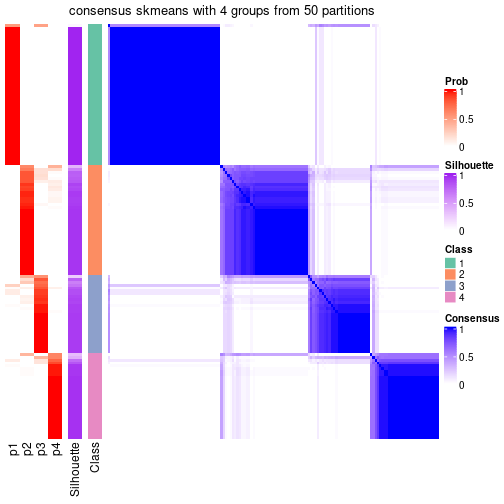 consensus skmeans with 4 groups from 50 partitions
Prob
1
0.5
0
Silhouette
1
0.5
0
Class
1
2
3
4
Consensus
1
0.5
0
p1
p2
p3
p4
Silhouette
Class